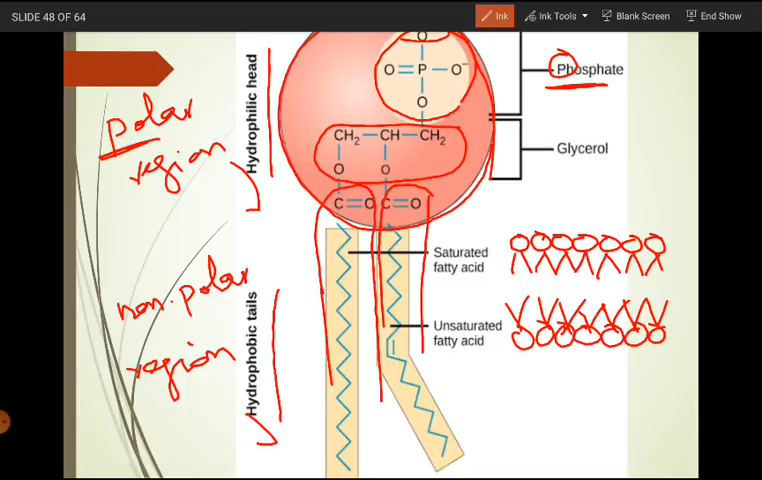 SLIDE 48 OF 64
Ink
Ink Tools
Blank Screen
End Show
O
O=P—O⁻
O
Phosphate
CH₂—CH—CH₂
O O
C=O C=O
Glycerol
Hydrophilic head
Polar
region
Saturated
fatty acid
Unsaturated
fatty acid
Hydrophobic tails
non-polar
region